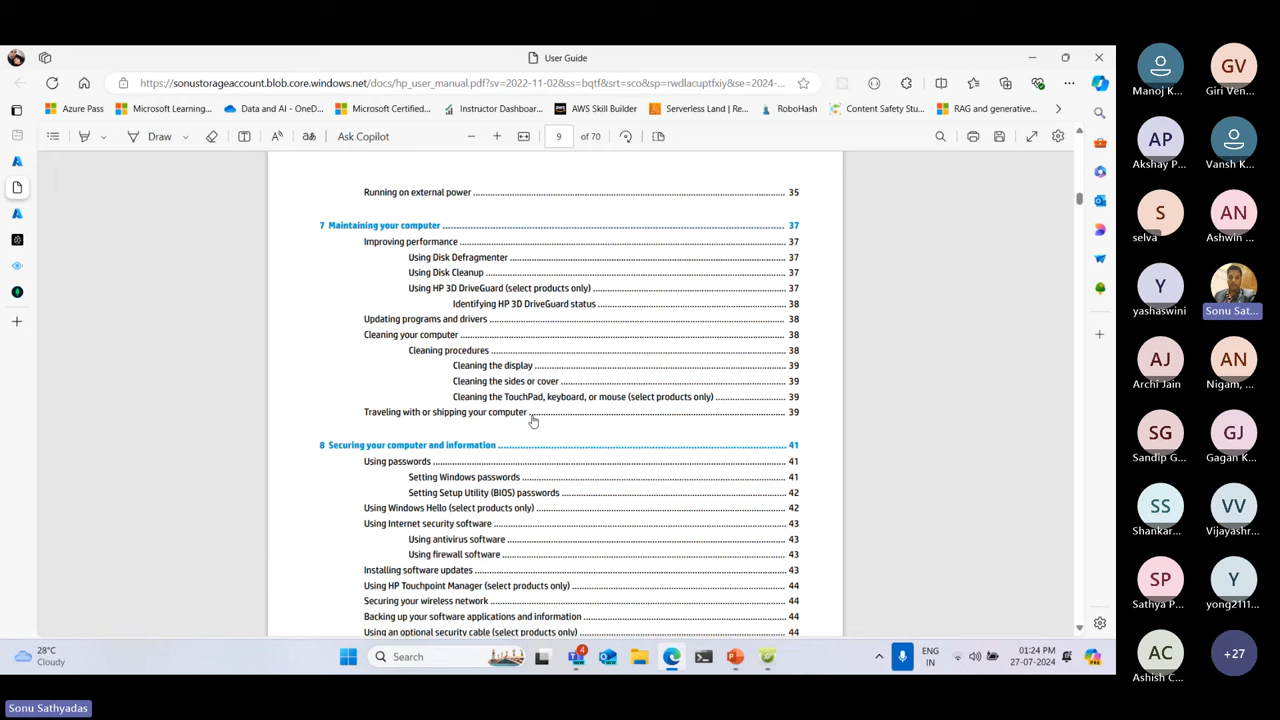 User Guide
https://sonustorageaccount.blob.core.windows.net/docs/hp_user_manual.pdf?sv=2022-11-02&ss=bqtf&srt=sco&sp=rwdlacuptfxiy&se=2024-...
Azure Pass
Microsoft Learning...
Data and AI - OneD...
Microsoft Certified...
Instructor Dashboar...
AWS Skill Builder
Serverless Land | Re...
RoboHash
Content Safety Stu...
RAG and generative...
Draw
Ask Copilot
9 of 70
Running on external power 35
7 Maintaining your computer 37
Improving performance 37
Using Disk Defragmenter 37
Using Disk Cleanup 37
Using HP 3D DriveGuard (select products only) 37
Identifying HP 3D DriveGuard status 38
Updating programs and drivers 38
Cleaning your computer 38
Cleaning procedures 38
Cleaning the display 39
Cleaning the sides or cover 39
Cleaning the TouchPad, keyboard, or mouse (select products only) 39
Traveling with or shipping your computer 39
8 Securing your computer and information 41
Using passwords 41
Setting Windows passwords 41
Setting Setup Utility (BIOS) passwords 42
Using Windows Hello (select products only) 42
Using Internet security software 43
Using antivirus software 43
Using firewall software 43
Installing software updates 43
Using HP Touchpoint Manager (select products only) 44
Securing your wireless network 44
Backing up your software applications and information 44
Using an optional security cable (select products only) 44
28°C
Cloudy
Search
4
ENG
IN
01:24 PM
27-07-2024
Manoj K...
GV
Giri Ven...
AP
Akshay P...
Vansh K...
S
selva
AN
Ashwin ...
Y
yashaswini
Sonu Sat...
AJ
Archi Jain
AN
Nigam, ...
SG
Sandip G...
GJ
Gagan K...
SS
Shankar...
VV
Vijayashr...
SP
Sathya P...
Y
yong2111...
AC
Ashish C...
+27
Sonu Sathyadas